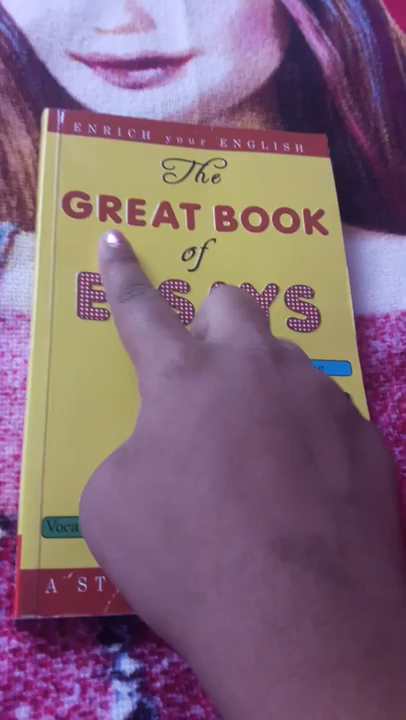 ENRICH your ENGLISH
The
GREAT BOOK
of
ESSAYS
Voca
A ST